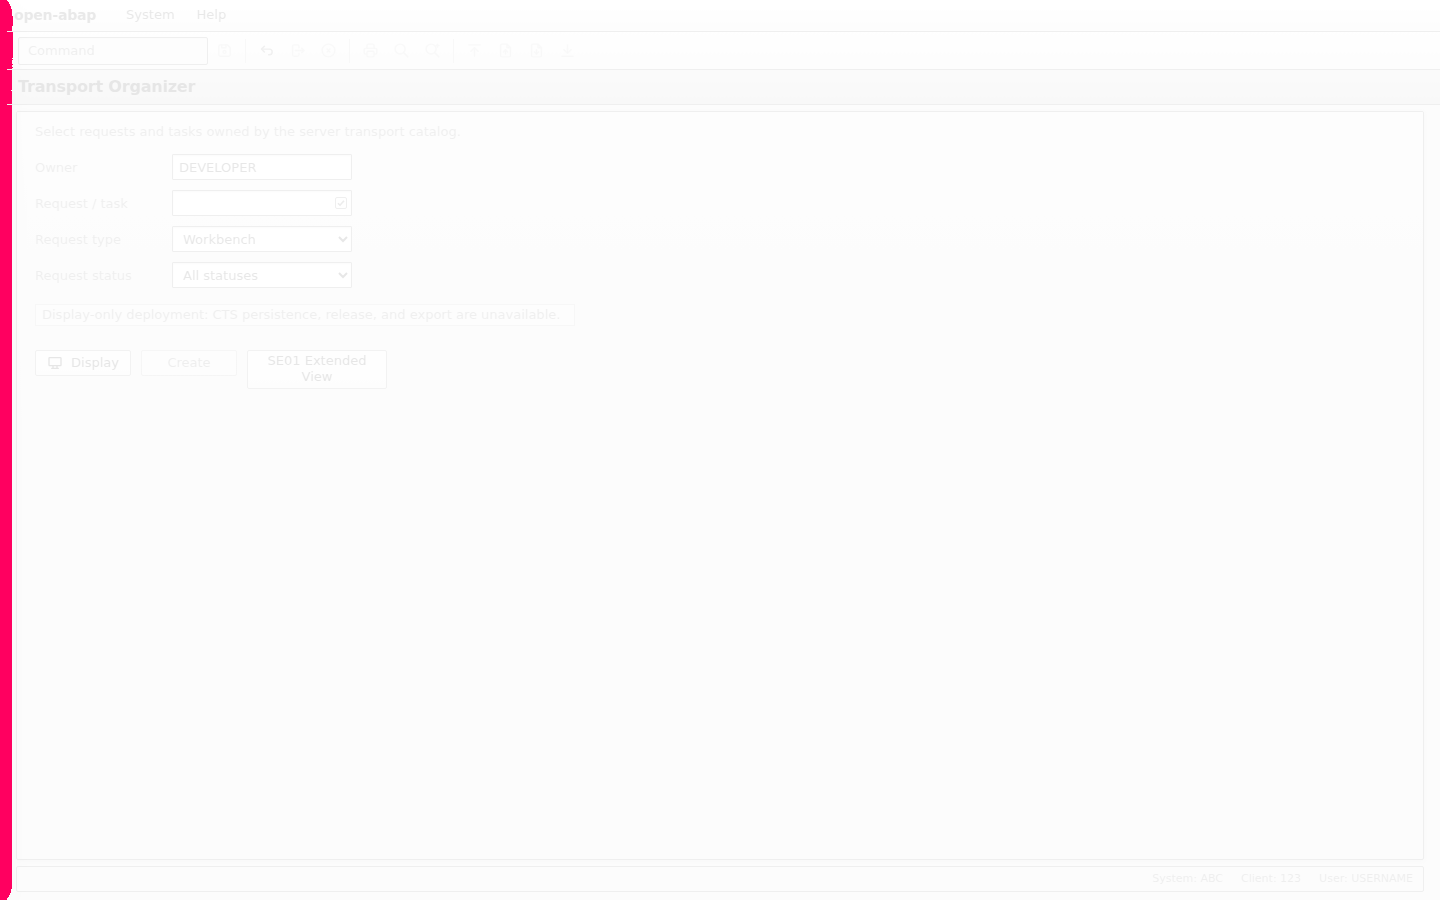 open-abap System Help
Command
Transport Organizer
Select requests and tasks owned by the server transport catalog.
Owner DEVELOPER
Request / task
Request type Workbench
Request status All statuses
Display-only deployment: CTS persistence, release, and export are unavailable.
Display Create SE01 Extended
View
System: ABC Client: 123 User: USERNAME